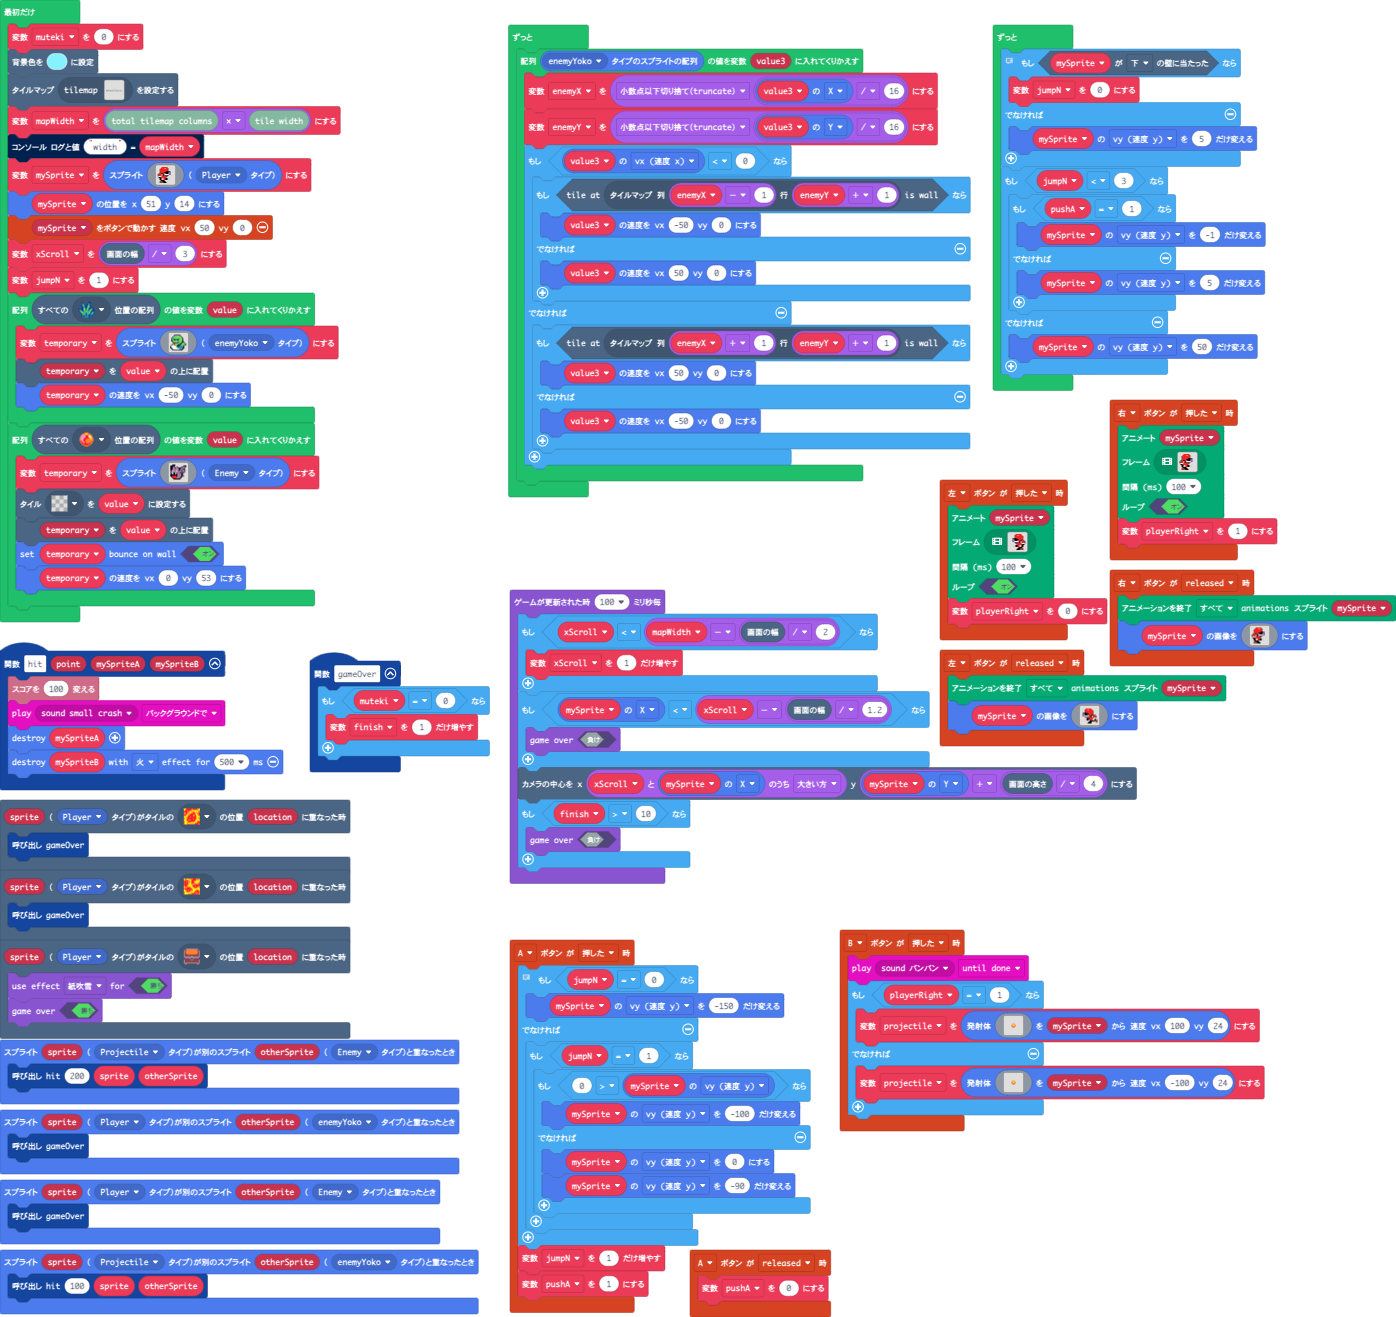 最初だけ
変数 muteki を 0 にする
背景色を に設定
タイルマップ tilemap を設定する
変数 mapWidth を total tilemap columns × tile width にする
コンソール ログと値 "width" = mapWidth
変数 mySprite を スプライト ( Player タイプ) にする
mySprite の位置を x 51 y 14 にする
mySprite をボタンで動かす 速度 vx 50 vy 0
変数 xScroll を 画面の幅 / 3 にする
変数 jumpN を 1 にする
配列 すべての 位置の配列 の値を変数 value に入れてくりかえす
変数 temporary を スプライト ( enemyYoko タイプ) にする
temporary を value の上に配置
temporary の速度を vx -50 vy 0 にする
配列 すべての 位置の配列 の値を変数 value に入れてくりかえす
変数 temporary を スプライト ( Enemy タイプ) にする
タイル を value に設定する
temporary を value の上に配置
set temporary bounce on wall オン
temporary の速度を vx 0 vy 53 にする
関数 hit point mySpriteA mySpriteB
スコアを 100 変える
play sound small crash バックグラウンドで
destroy mySpriteA
destroy mySpriteB with 火 effect for 500 ms
関数 gameOver
もし muteki = 0 なら
変数 finish を 1 だけ増やす
sprite ( Player タイプ)がタイルの の位置 location に重なった時
呼び出し gameOver
sprite ( Player タイプ)がタイルの の位置 location に重なった時
呼び出し gameOver
sprite ( Player タイプ)がタイルの の位置 location に重なった時
use effect 紙吹雪 for 勝ち
game over 勝ち
スプライト sprite ( Projectile タイプ)が別のスプライト otherSprite ( Enemy タイプ)と重なったとき
呼び出し hit 200 sprite otherSprite
スプライト sprite ( Player タイプ)が別のスプライト otherSprite ( enemyYoko タイプ)と重なったとき
呼び出し gameOver
スプライト sprite ( Player タイプ)が別のスプライト otherSprite ( Enemy タイプ)と重なったとき
呼び出し gameOver
スプライト sprite ( Projectile タイプ)が別のスプライト otherSprite ( enemyYoko タイプ)と重なったとき
呼び出し hit 100 sprite otherSprite
ずっと
配列 enemyYoko タイプのスプライトの配列 の値を変数 value3 に入れてくりかえす
変数 enemyX を 小数点以下切り捨て(truncate) value3 の X / 16 にする
変数 enemyY を 小数点以下切り捨て(truncate) value3 の Y / 16 にする
もし value3 の vx (速度 x) < 0 なら
もし tile at タイルマップ 列 enemyX - 1 行 enemyY + 1 is wall なら
value3 の速度を vx -50 vy 0 にする
でなければ
value3 の速度を vx 50 vy 0 にする
でなければ
もし tile at タイルマップ 列 enemyX + 1 行 enemyY + 1 is wall なら
value3 の速度を vx 50 vy 0 にする
でなければ
value3 の速度を vx -50 vy 0 にする
ゲームが更新された時 100 ミリ秒毎
もし xScroll < mapWidth - 画面の幅 / 2 なら
変数 xScroll を 1 だけ増やす
もし mySprite の X < xScroll - 画面の幅 / 1.2 なら
game over 負け
カメラの中心を x xScroll と mySprite の X のうち 大きい方 y mySprite の Y + 画面の高さ / 4 にする
もし finish > 10 なら
game over 負け
A ボタン が 押した 時
もし jumpN = 0 なら
mySprite の vy (速度 y) を -150 だけ変える
でなければ
もし jumpN = 1 なら
もし 0 > mySprite の vy (速度 y) なら
mySprite の vy (速度 y) を -100 だけ変える
でなければ
mySprite の vy (速度 y) を 0 にする
mySprite の vy (速度 y) を -90 だけ変える
変数 jumpN を 1 だけ増やす
変数 pushA を 1 にする
A ボタン が released 時
変数 pushA を 0 にする
ずっと
もし mySprite が 下 の壁に当たった なら
変数 jumpN を 0 にする
でなければ
mySprite の vy (速度 y) を 5 だけ変える
もし jumpN < 3 なら
もし pushA = 1 なら
mySprite の vy (速度 y) を -1 だけ変える
でなければ
mySprite の vy (速度 y) を 5 だけ変える
でなければ
mySprite の vy (速度 y) を 50 だけ変える
右 ボタン が 押した 時
アニメート mySprite
フレーム
間隔 (ms) 100
ループ オン
変数 playerRight を 1 にする
左 ボタン が 押した 時
アニメート mySprite
フレーム
間隔 (ms) 100
ループ オン
変数 playerRight を 0 にする
右 ボタン が released 時
アニメーションを終了 すべて animations スプライト mySprite
mySprite の画像を にする
左 ボタン が released 時
アニメーションを終了 すべて animations スプライト mySprite
mySprite の画像を にする
B ボタン が 押した 時
play sound バンバン until done
もし playerRight = 1 なら
変数 projectile を 発射体 を mySprite から 速度 vx 100 vy 24 にする
でなければ
変数 projectile を 発射体 を mySprite から 速度 vx -100 vy 24 にする